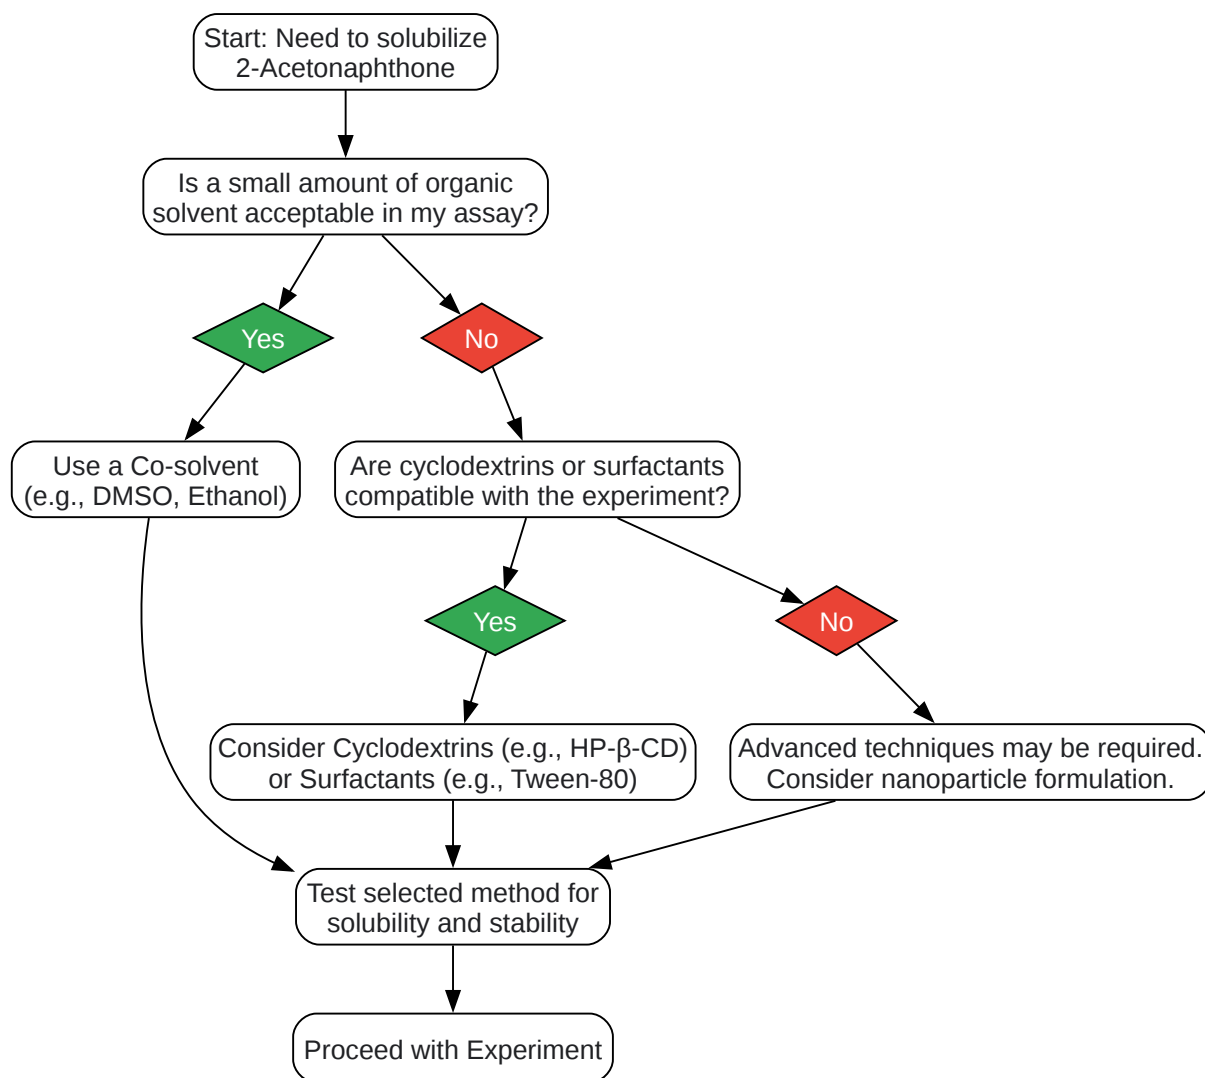 Start: Need to solubilize
2-Acetonaphthone
Is a small amount of organic
solvent acceptable in my assay?
Yes
No
Use a Co-solvent
(e.g., DMSO, Ethanol)
Are cyclodextrins or surfactants
compatible with the experiment?
Yes
No
Consider Cyclodextrins (e.g., HP-β-CD)
or Surfactants (e.g., Tween-80)
Advanced techniques may be required.
Consider nanoparticle formulation.
Test selected method for
solubility and stability
Proceed with Experiment